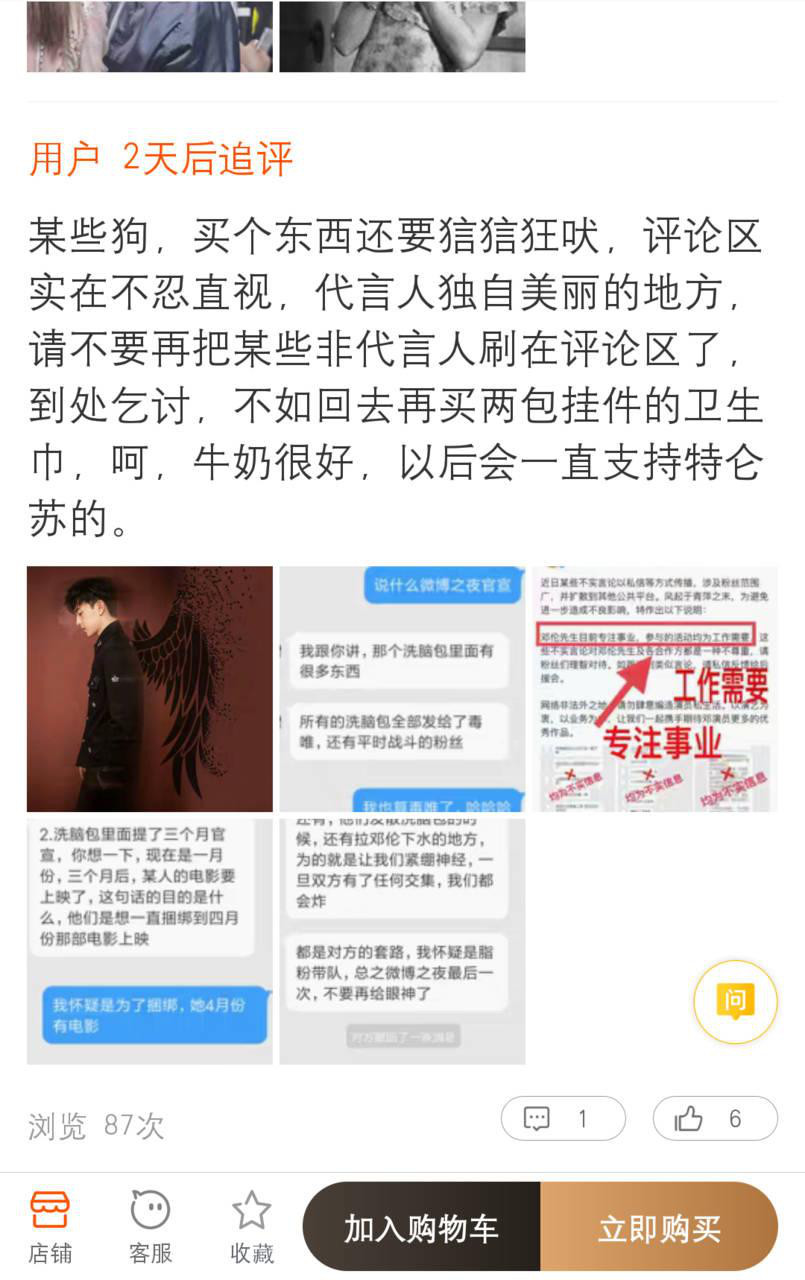 用户 2天后追评
某些狗，买个东西还要狺狺狂吠，评论区
实在不忍直视，代言人独自美丽的地方，
请不要再把某些非代言人刷在评论区了，
到处乞讨，不如回去再买两包挂件的卫生
巾，呵，牛奶很好，以后会一直支持特仑
苏的。
说什么微博之夜官宣
我跟你讲，那个洗脑包里面有
很多东西
所有的洗脑包全部发给了毒
唯，还有平时战斗的粉丝
我也算毒唯了，哈哈哈
近日某些不实言论以私信等方式传播，涉及粉丝范围
广，并扩散到其他公共平台。风起于青萍之末，为避免
进一步造成不良影响，特作出以下说明：
邓伦先生目前专注事业，参与的活动均为工作需要，这
些不实言论对邓伦先生及各合作方都是一种不尊重，请
粉丝们理智对待。
援会。
工作需要
网络非法外之地，请勿肆意编造演员私生活。以演艺为
衷，以业务为
，让我们一起携手期待邓演员更多的优
秀作品。
专注事业
均为不实信息
均为不实信息
均为不实信息
2.洗脑包里面提了三个月官
宣，你想一下，现在是一月
份，三个月后，某人的电影要
上映了，这句话的目的是什
么，他们是想一直捆绑到四月
份那部电影上映
我怀疑是为了捆绑，她4月份
有电影
还有，他们发散洗脑包的时
候，还有拉邓伦下水的地方，
为的就是让我们紧绷神经，一
旦双方有了任何交集，我们都
会炸
都是对方的套路，我怀疑是脂
粉带队，总之微博之夜最后一
次，不要再给眼神了
对方撤回了一条消息
问
浏览 87次
1
6
店铺
客服
收藏
加入购物车
立即购买